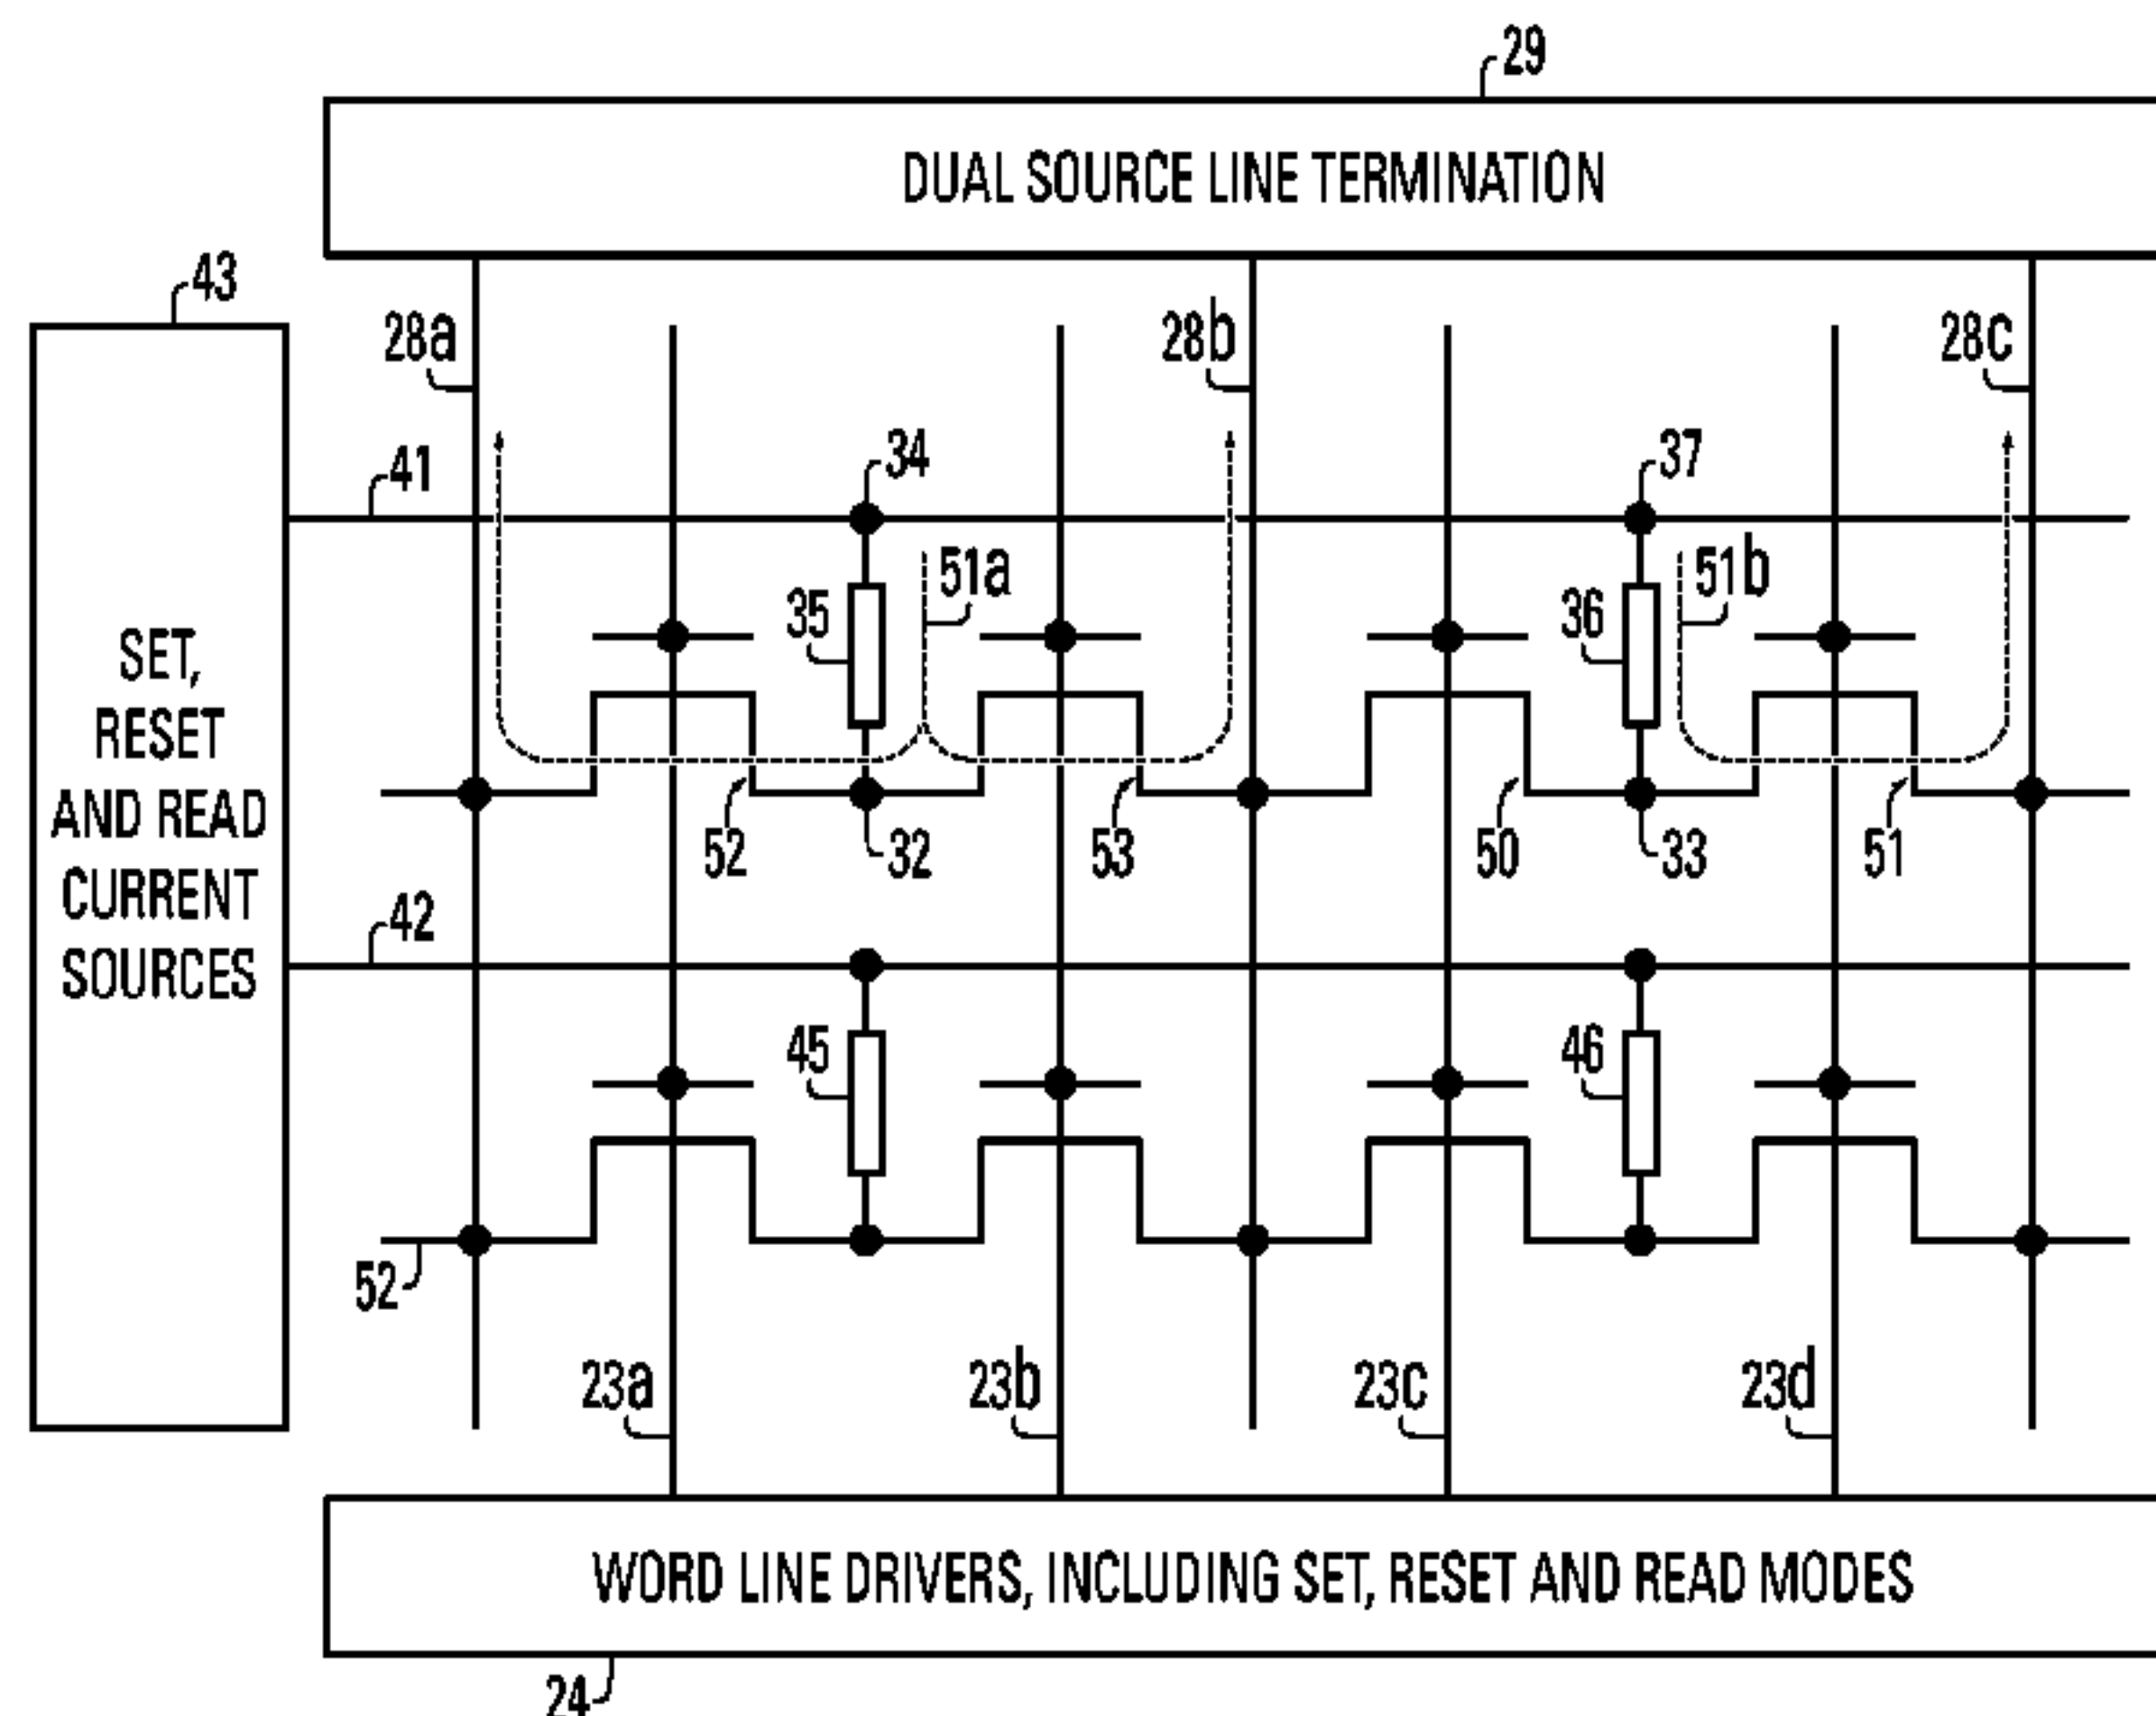 29
DUAL SOURCE LINE TERMINATION
43
28a
28b
28c
41
34
37
51a
51b
35
36
SET,
RESET
AND READ
CURRENT
SOURCES
52
32
53
50
33
51
42
45
46
52
23a
23b
23c
23d
WORD LINE DRIVERS, INCLUDING SET, RESET AND READ MODES
24